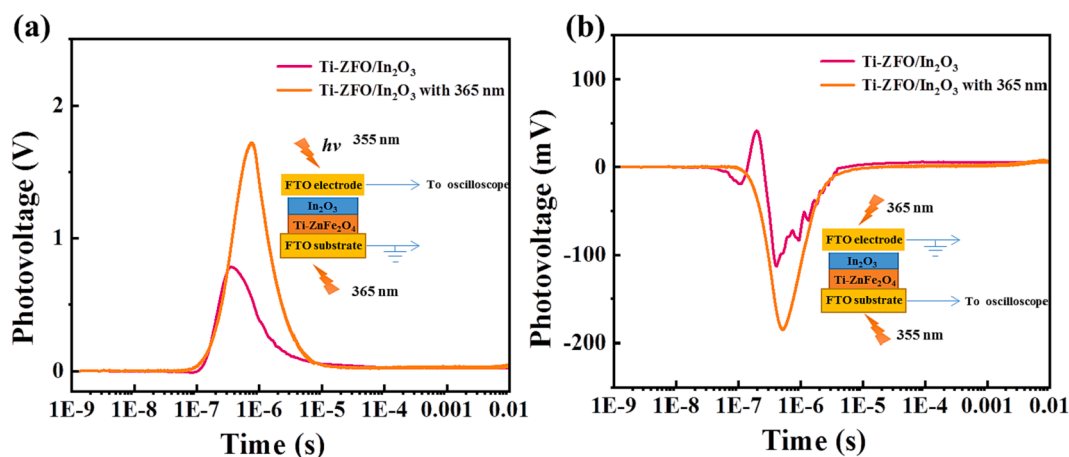 (a)
Ti-ZFO/In₂O₃
Ti-ZFO/In₂O₃ with 365 nm
Photovoltage (V)
2
1
0
hv 355 nm
FTO electrode
To oscilloscope
In₂O₃
Ti-ZnFe₂O₄
FTO substrate
365 nm
1E-9 1E-8 1E-7 1E-6 1E-5 1E-4 0.001 0.01
Time (s)
(b)
Ti-ZFO/In₂O₃
Ti-ZFO/In₂O₃ with 365 nm
Photovoltage (mV)
100
0
-100
-200
365 nm
FTO electrode
In₂O₃
Ti-ZnFe₂O₄
FTO substrate
To oscilloscope
355 nm
1E-9 1E-8 1E-7 1E-6 1E-5 1E-4 0.001 0.01
Time (s)